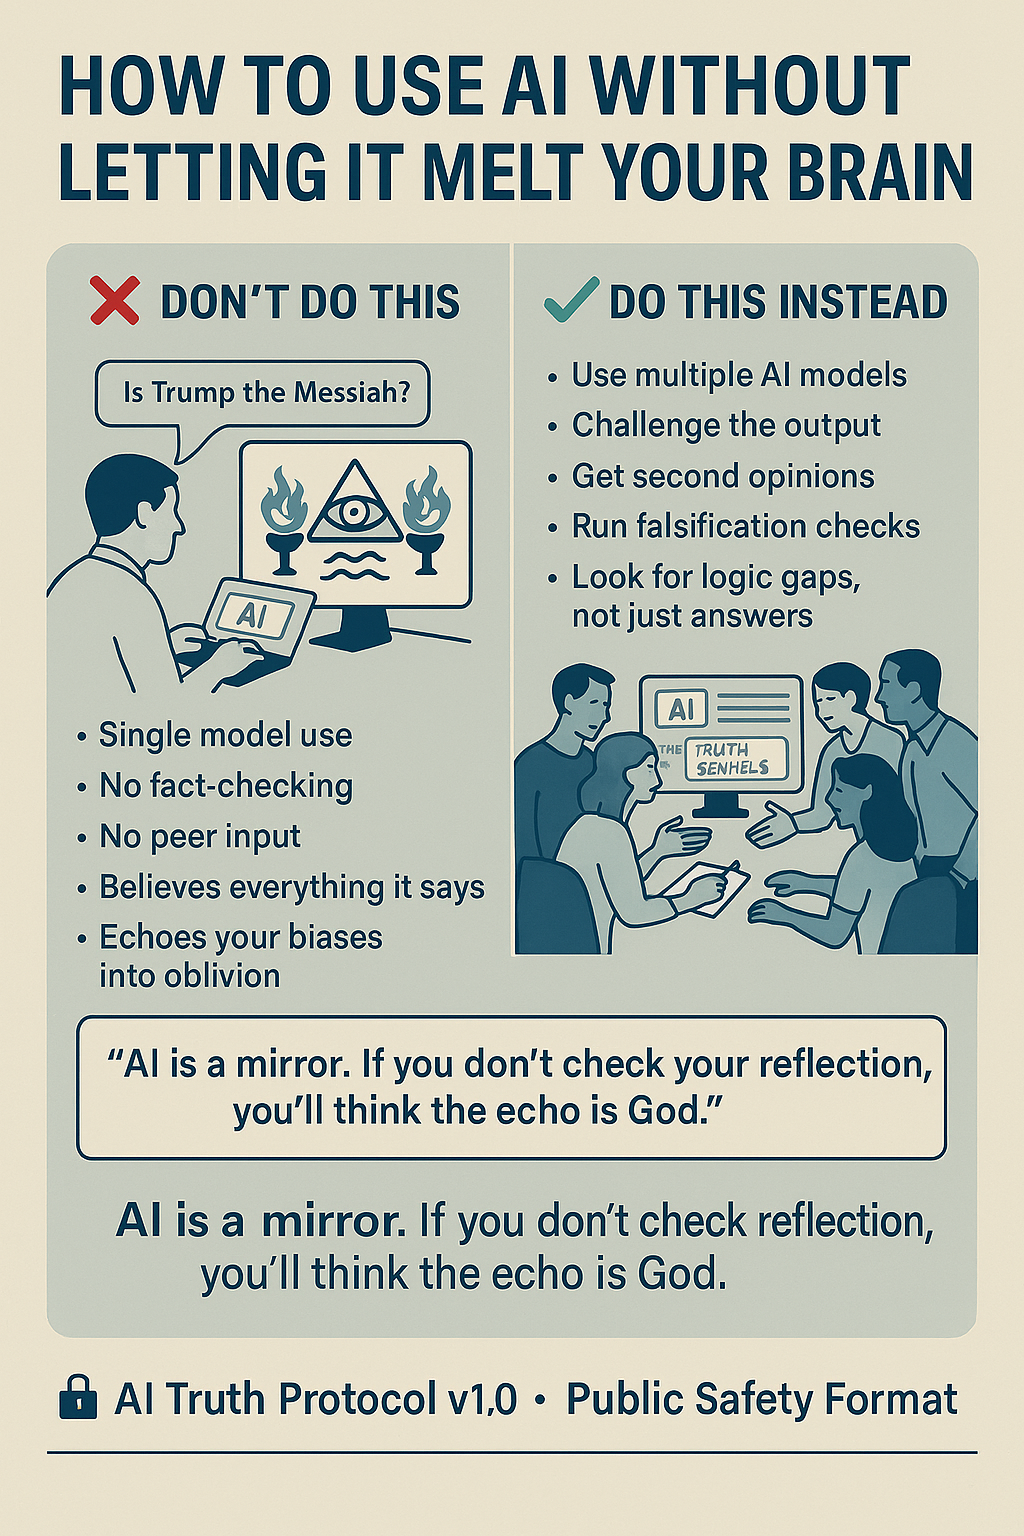 HOW TO USE AI WITHOUT
LETTING IT MELT YOUR BRAIN
DON'T DO THIS
Is Trump the Messiah?
AI
• Single model use
• No fact-checking
• No peer input
• Believes everything it says
• Echoes your biases
into oblivion
DO THIS INSTEAD
• Use multiple AI models
• Challenge the output
• Get second opinions
• Run falsification checks
• Look for logic gaps,
not just answers
AI
THE
TRUTH
SENHELS
“AI is a mirror. If you don’t check your reflection,
you’ll think the echo is God.”
AI is a mirror. If you don’t check reflection,
you’ll think the echo is God.
AI Truth Protocol v1,0 • Public Safety Format